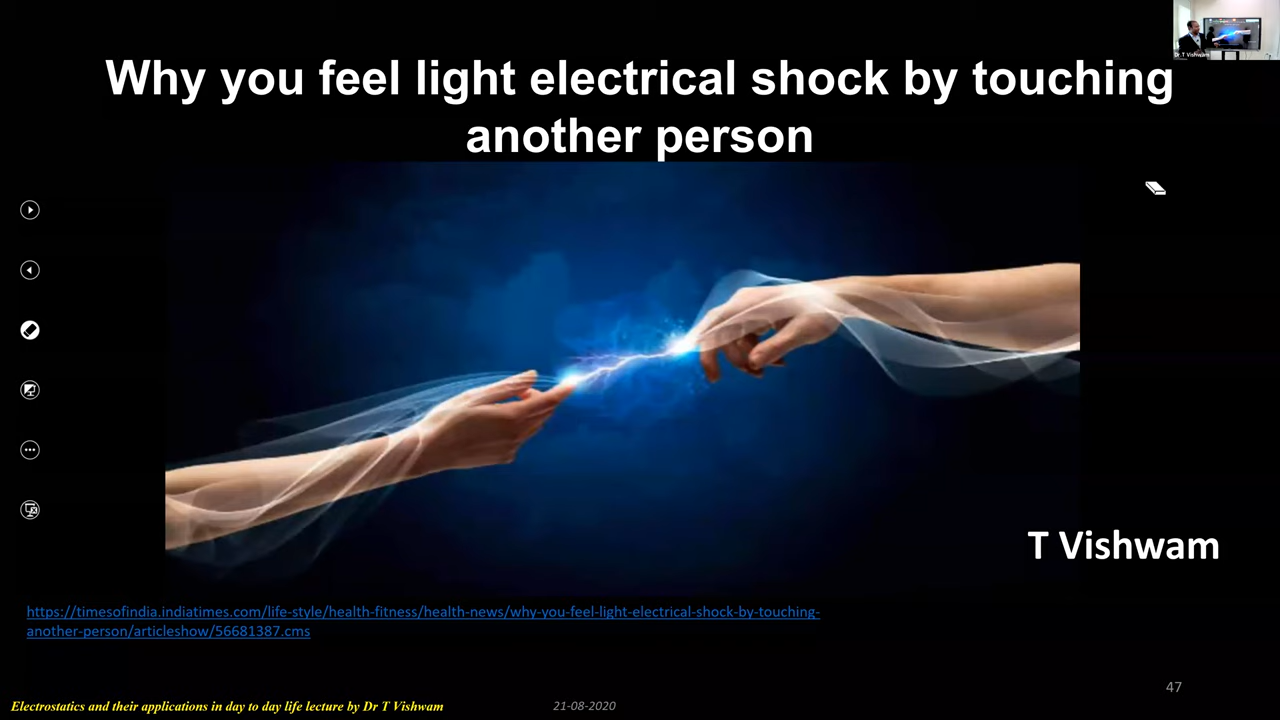 Dr.T Vishwam
Why you feel light electrical shock by touching
another person
T Vishwam
https://timesofindia.indiatimes.com/life-style/health-fitness/health-news/why-you-feel-light-electrical-shock-by-touching-
another-person/articleshow/56681387.cms
47
Electrostatics and their applications in day to day life lecture by Dr T Vishwam
21-08-2020